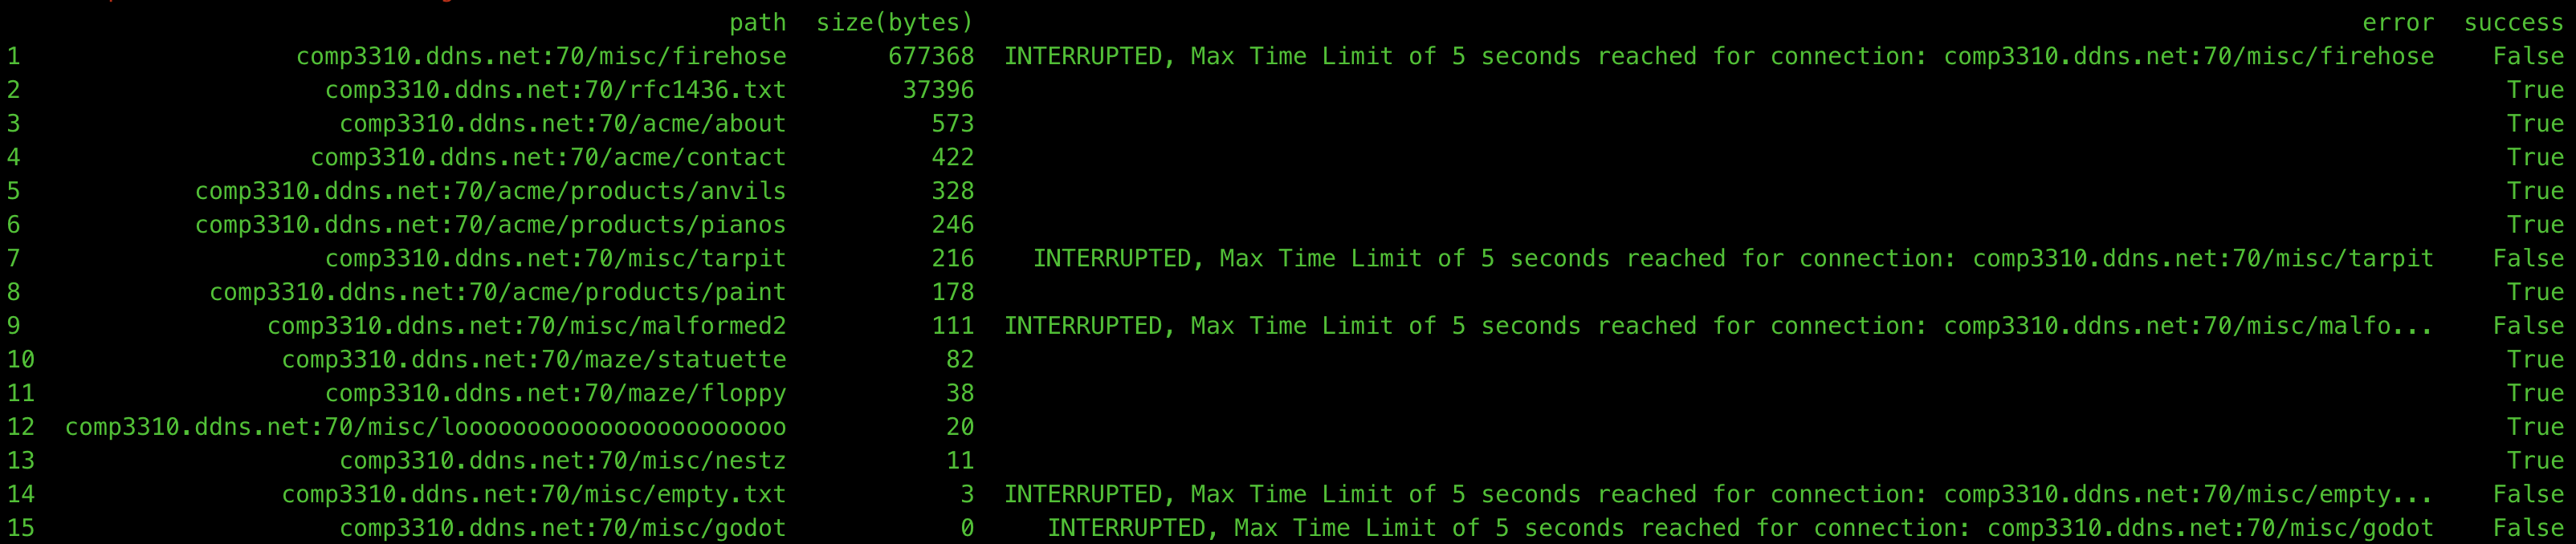 path size(bytes) error success
1 comp3310.ddns.net:70/misc/firehose 677368 INTERRUPTED, Max Time Limit of 5 seconds reached for connection: comp3310.ddns.net:70/misc/firehose False
2 comp3310.ddns.net:70/rfc1436.txt 37396 True
3 comp3310.ddns.net:70/acme/about 573 True
4 comp3310.ddns.net:70/acme/contact 422 True
5 comp3310.ddns.net:70/acme/products/anvils 328 True
6 comp3310.ddns.net:70/acme/products/pianos 246 True
7 comp3310.ddns.net:70/misc/tarpit 216 INTERRUPTED, Max Time Limit of 5 seconds reached for connection: comp3310.ddns.net:70/misc/tarpit False
8 comp3310.ddns.net:70/acme/products/paint 178 True
9 comp3310.ddns.net:70/misc/malformed2 111 INTERRUPTED, Max Time Limit of 5 seconds reached for connection: comp3310.ddns.net:70/misc/malfo... False
10 comp3310.ddns.net:70/maze/statuette 82 True
11 comp3310.ddns.net:70/maze/floppy 38 True
12 comp3310.ddns.net:70/misc/looooooooooooooooooooooo 20 True
13 comp3310.ddns.net:70/misc/nestz 11 True
14 comp3310.ddns.net:70/misc/empty.txt 3 INTERRUPTED, Max Time Limit of 5 seconds reached for connection: comp3310.ddns.net:70/misc/empty... False
15 comp3310.ddns.net:70/misc/godot 0 INTERRUPTED, Max Time Limit of 5 seconds reached for connection: comp3310.ddns.net:70/misc/godot False